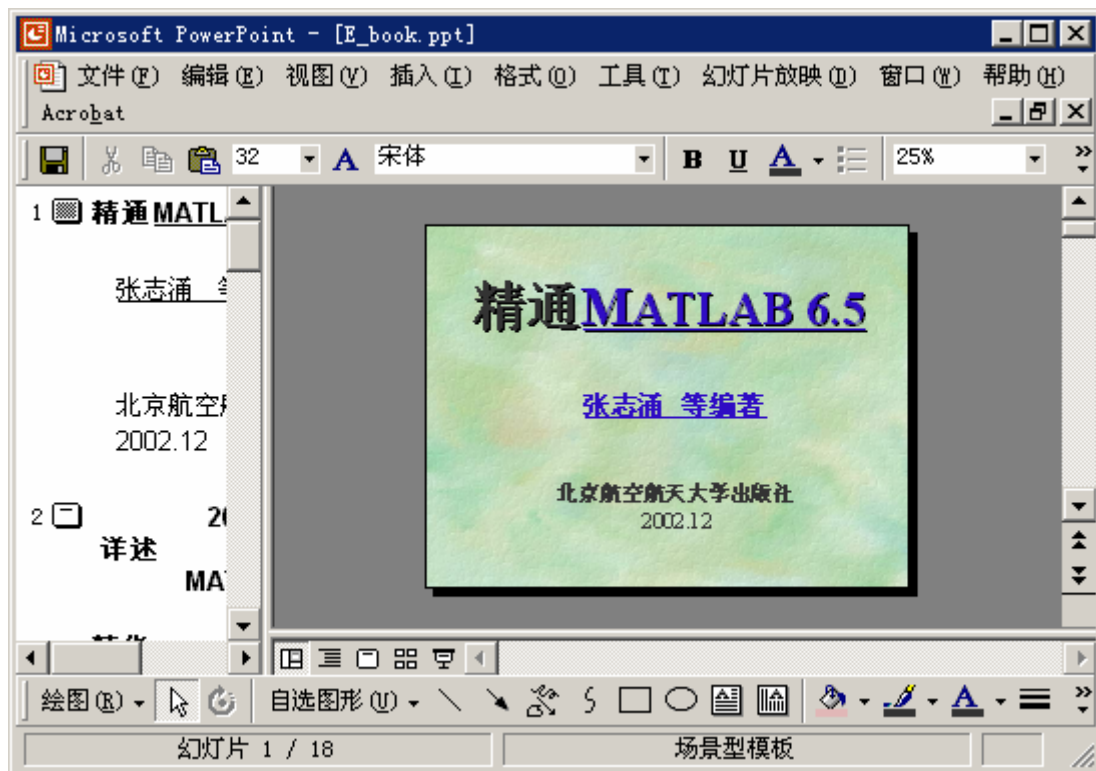 Microsoft PowerPoint - [E_book.ppt]
文件(F) 编辑(E) 视图(V) 插入(I) 格式(O) 工具(T) 幻灯片放映(D) 窗口(W) 帮助(H)
Acrobat
32 A 宋体 B U A 25%
1 精通MATL
张志涌
北京航空
2002.12
2 20
详述
MA
精通MATLAB 6.5
张志涌 等编著
北京航空航天大学出版社
2002.12
绘图(R) 自选图形(U) A
幻灯片 1 / 18 场景型模板